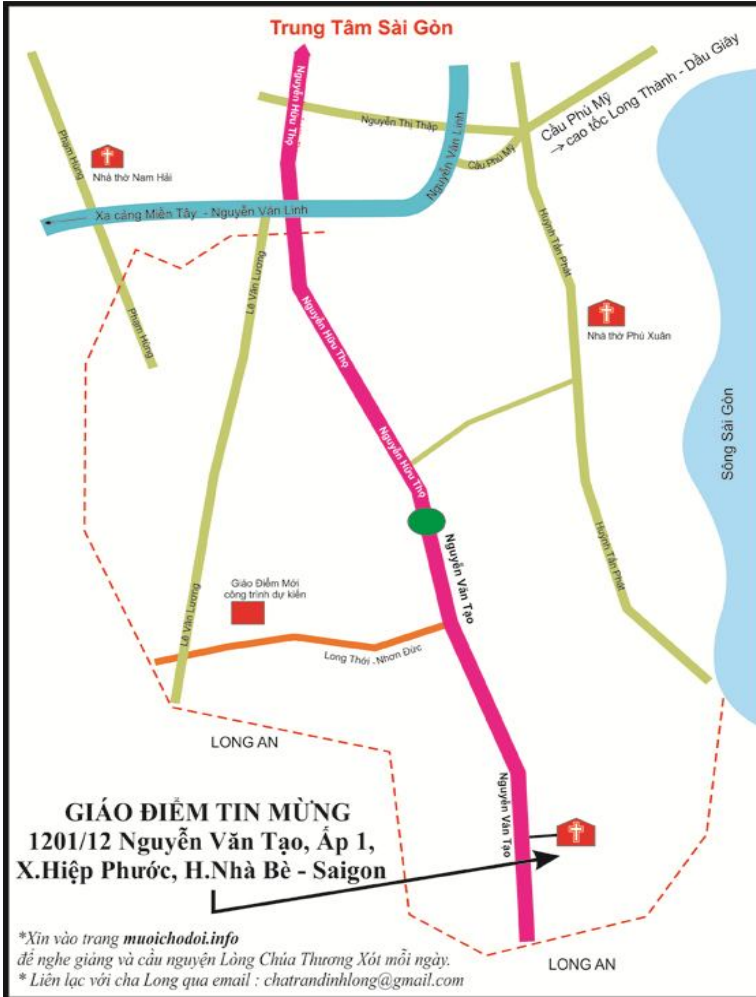 Trung Tâm Sài Gòn
Nguyễn Hữu Thọ
Phạm Hùng
Nguyễn Thị Thập
Nguyễn Văn Linh
Cầu Phú Mỹ
Cầu Phú Mỹ
→ cao tốc Long Thành - Dầu Giây
Nhà thờ Nam Hải
Xa cảng Miền Tây - Nguyễn Văn Linh
Lê Văn Lương
Huỳnh Tấn Phát
Phạm Hùng
Nguyễn Hữu Thọ
Nhà thờ Phú Xuân
Sông Sài Gòn
Nguyễn Hữu Thọ
Nguyễn Văn Tạo
Huỳnh Tấn Phát
Giáo Điểm Mới
công trình dự kiến
Lê Văn Lương
Long Thới - Nhơn Đức
LONG AN
Nguyễn Văn Tạo
GIÁO ĐIỂM TIN MỪNG
1201/12 Nguyễn Văn Tạo, Ấp 1,
X.Hiệp Phước, H.Nhà Bè - Saigon
*Xin vào trang muoichodoi.info
để nghe giảng và cầu nguyện Lòng Chúa Thương Xót mỗi ngày.
* Liên lạc với cha Long qua email : chatrandinhlong@gmail.com
LONG AN